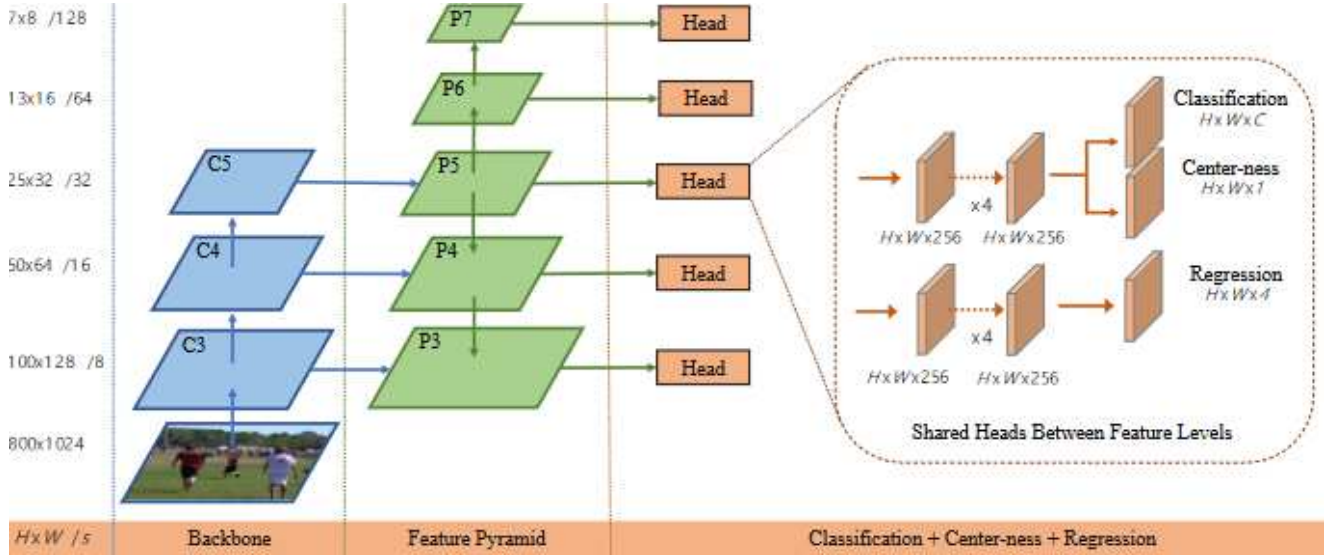 7x8 /128
P7
Head
13x16 /64
P6
Head
Classification
HxWxC
C5
P5
25x32 /32
Head
Center-ness
HxWx1
x4
HxWx256 HxWx256
C4
P4
50x64 /16
Head
Regression
HxWx4
C3
P3
x4
100x128 /8
Head
HxWx256 HxWx256
800x1024
Shared Heads Between Feature Levels
HxW /s
Backbone
Feature Pyramid
Classification + Center-ness + Regression